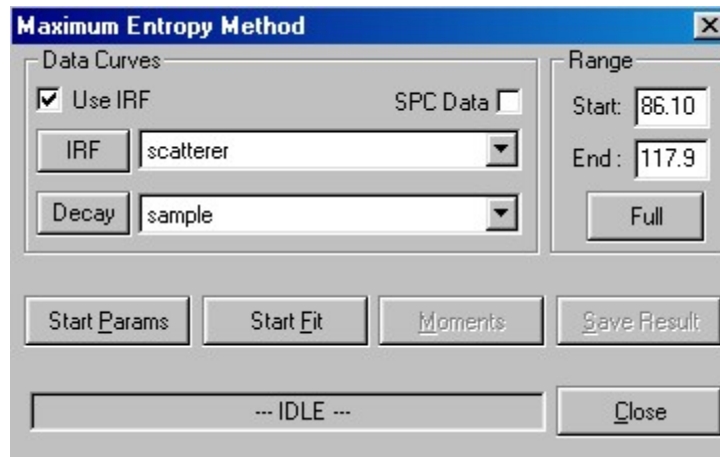 Maximum Entropy Method
Data Curves
Use IRF
SPC Data
IRF
scatterer
Decay
sample
Range
Start: 86.10
End : 117.9
Full
Start Params
Start Fit
Moments
Save Result
--- IDLE ---
Close